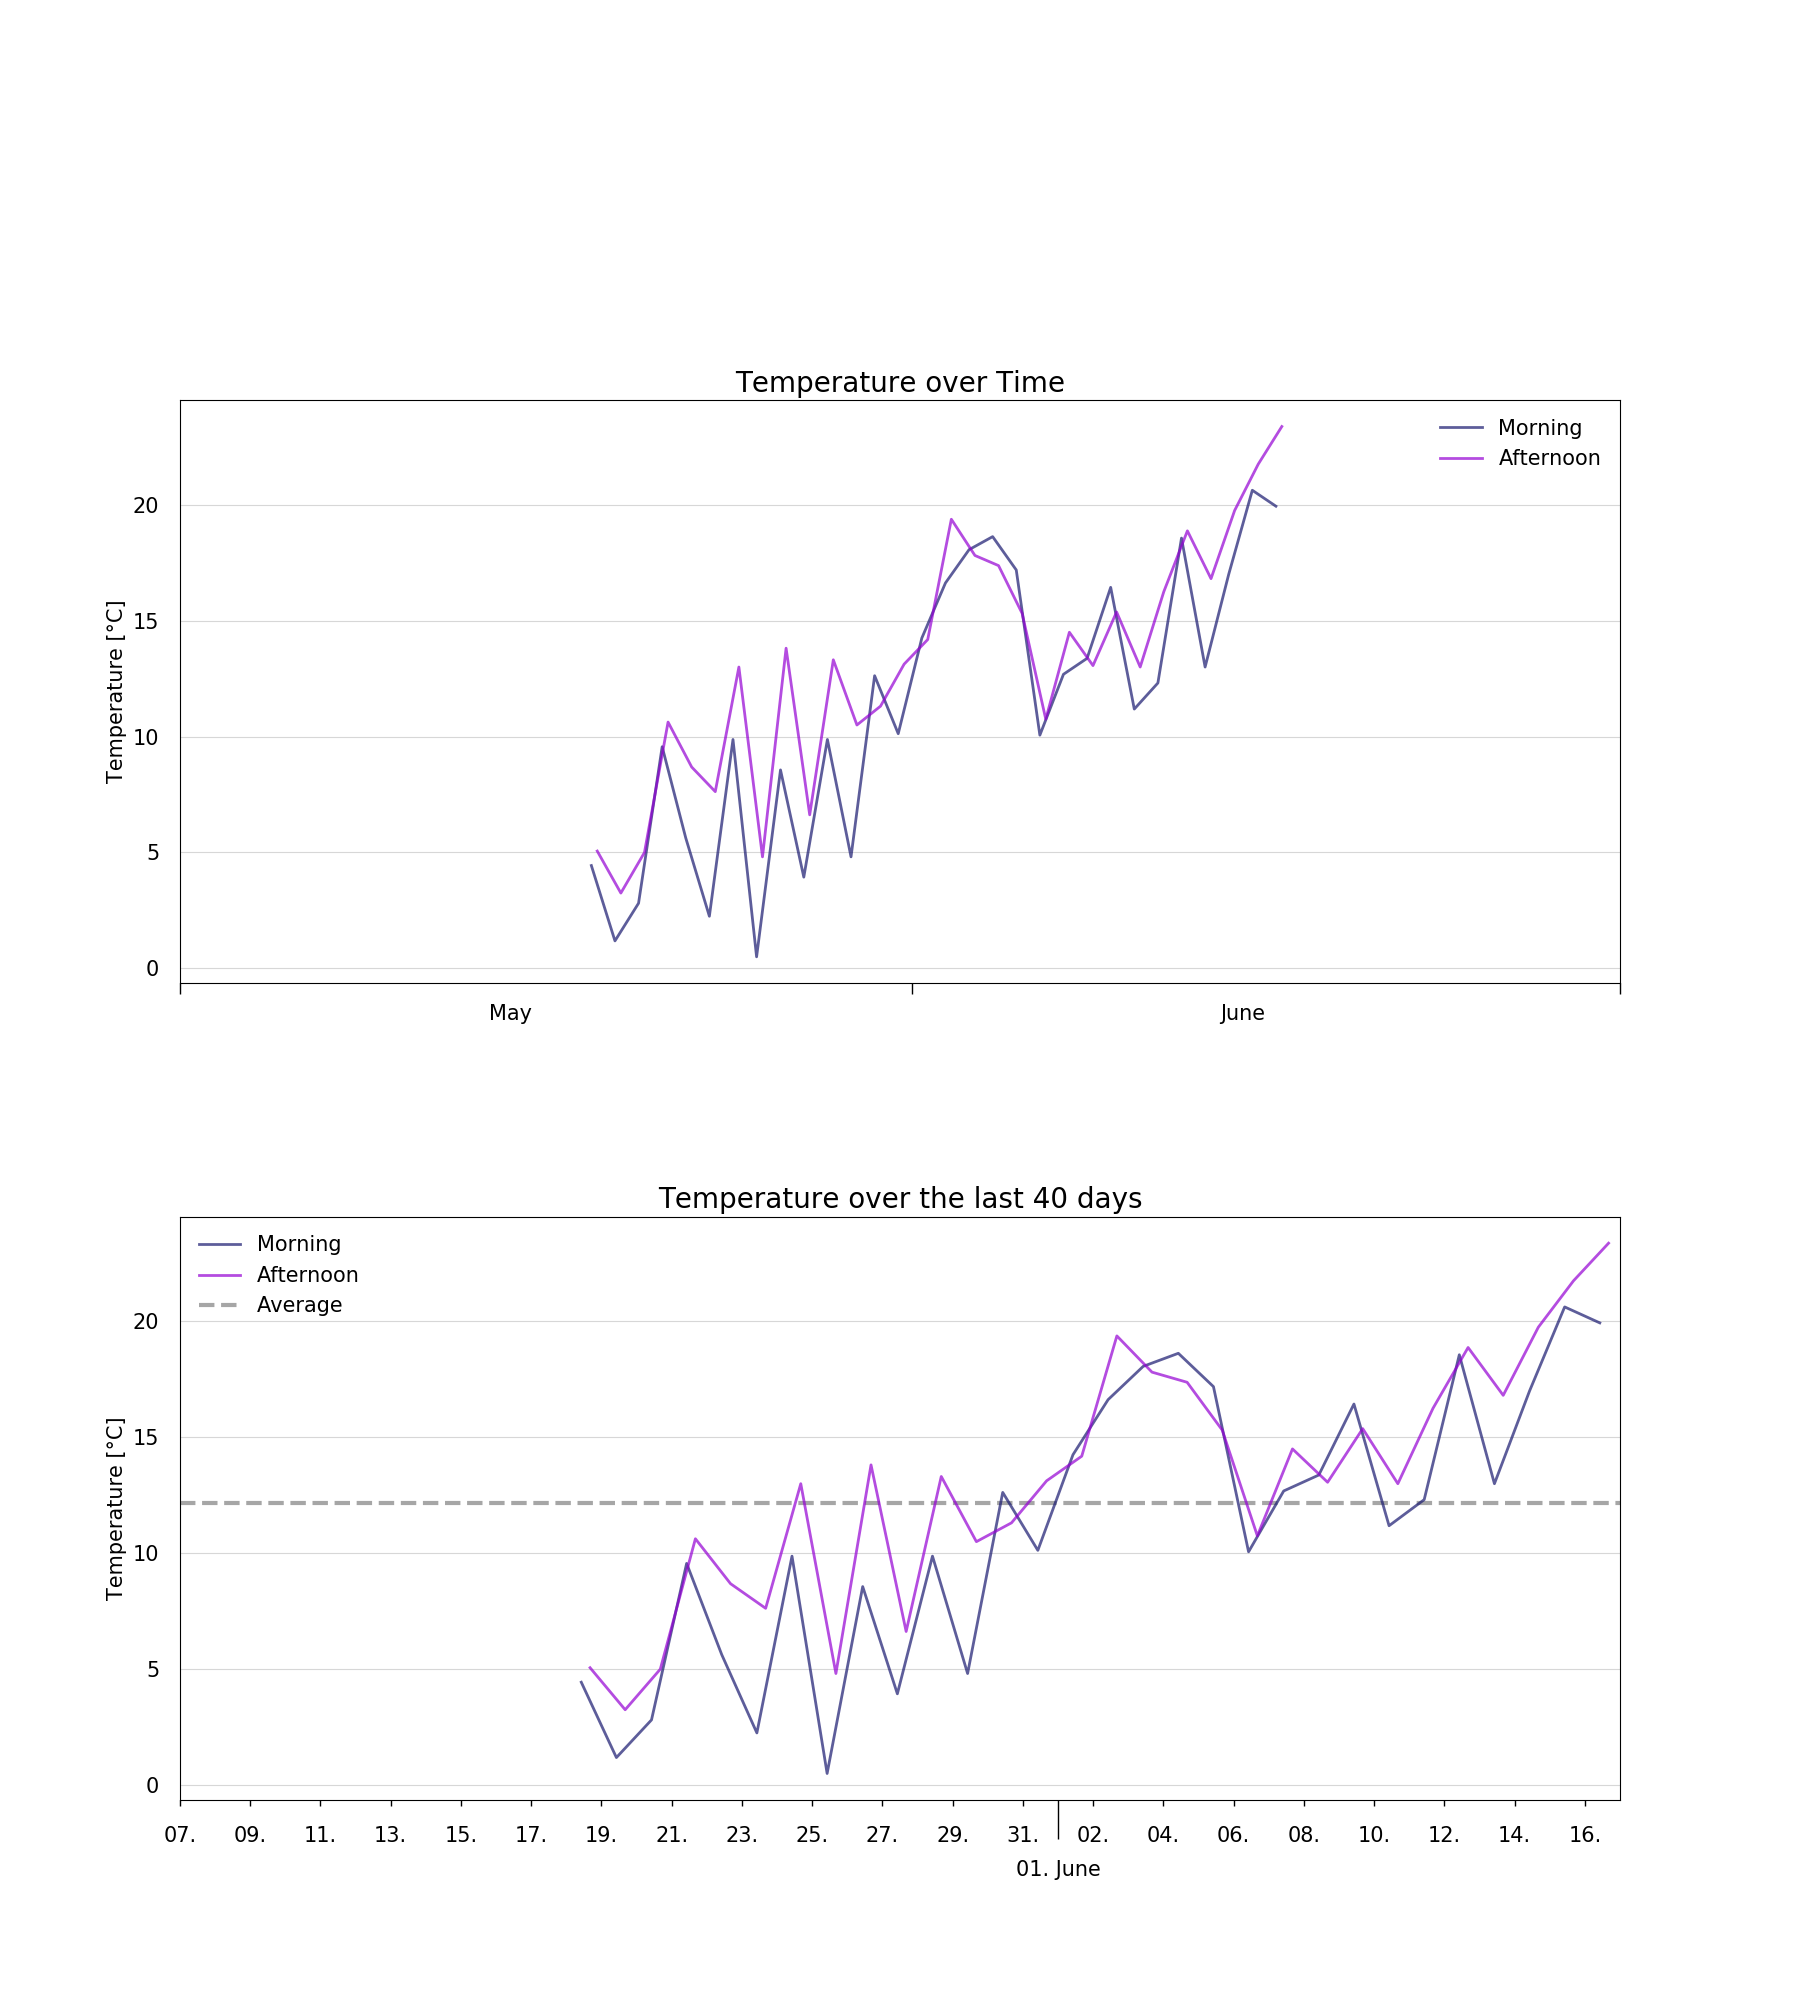 Temperature over Time
Morning
Afternoon
20
15
10
5
0
Temperature [°C]
May June
Temperature over the last 40 days
Morning
Afternoon
Average
20
15
10
5
0
Temperature [°C]
07. 09. 11. 13. 15. 17. 19. 21. 23. 25. 27. 29. 31. 02. 04. 06. 08. 10. 12. 14. 16.
01. June